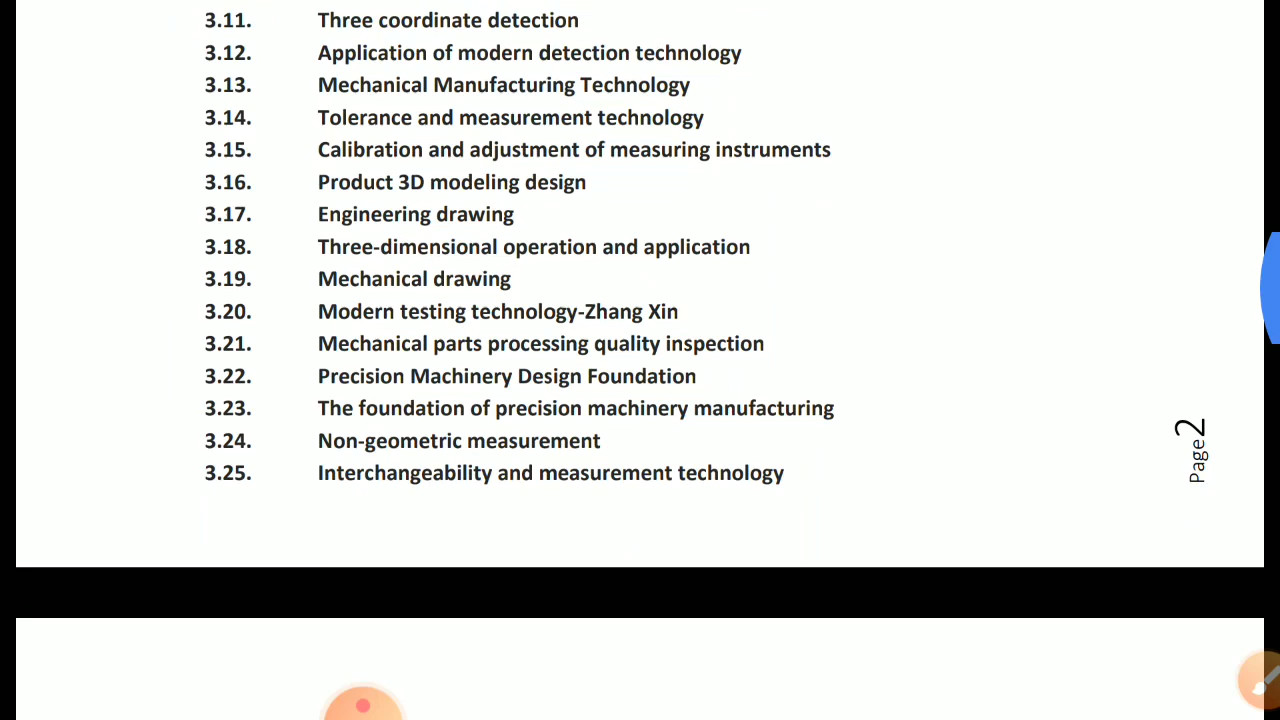 3.11. Three coordinate detection
3.12. Application of modern detection technology
3.13. Mechanical Manufacturing Technology
3.14. Tolerance and measurement technology
3.15. Calibration and adjustment of measuring instruments
3.16. Product 3D modeling design
3.17. Engineering drawing
3.18. Three-dimensional operation and application
3.19. Mechanical drawing
3.20. Modern testing technology-Zhang Xin
3.21. Mechanical parts processing quality inspection
3.22. Precision Machinery Design Foundation
3.23. The foundation of precision machinery manufacturing
3.24. Non-geometric measurement
3.25. Interchangeability and measurement technology
Page 2